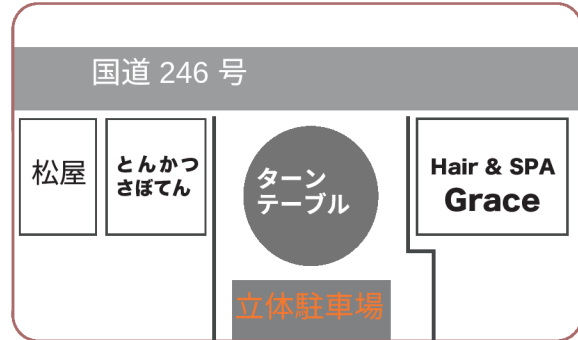 国道 246 号
松屋
とんかつ
さぼてん
ターン
テーブル
Hair & SPA
Grace
立体駐車場